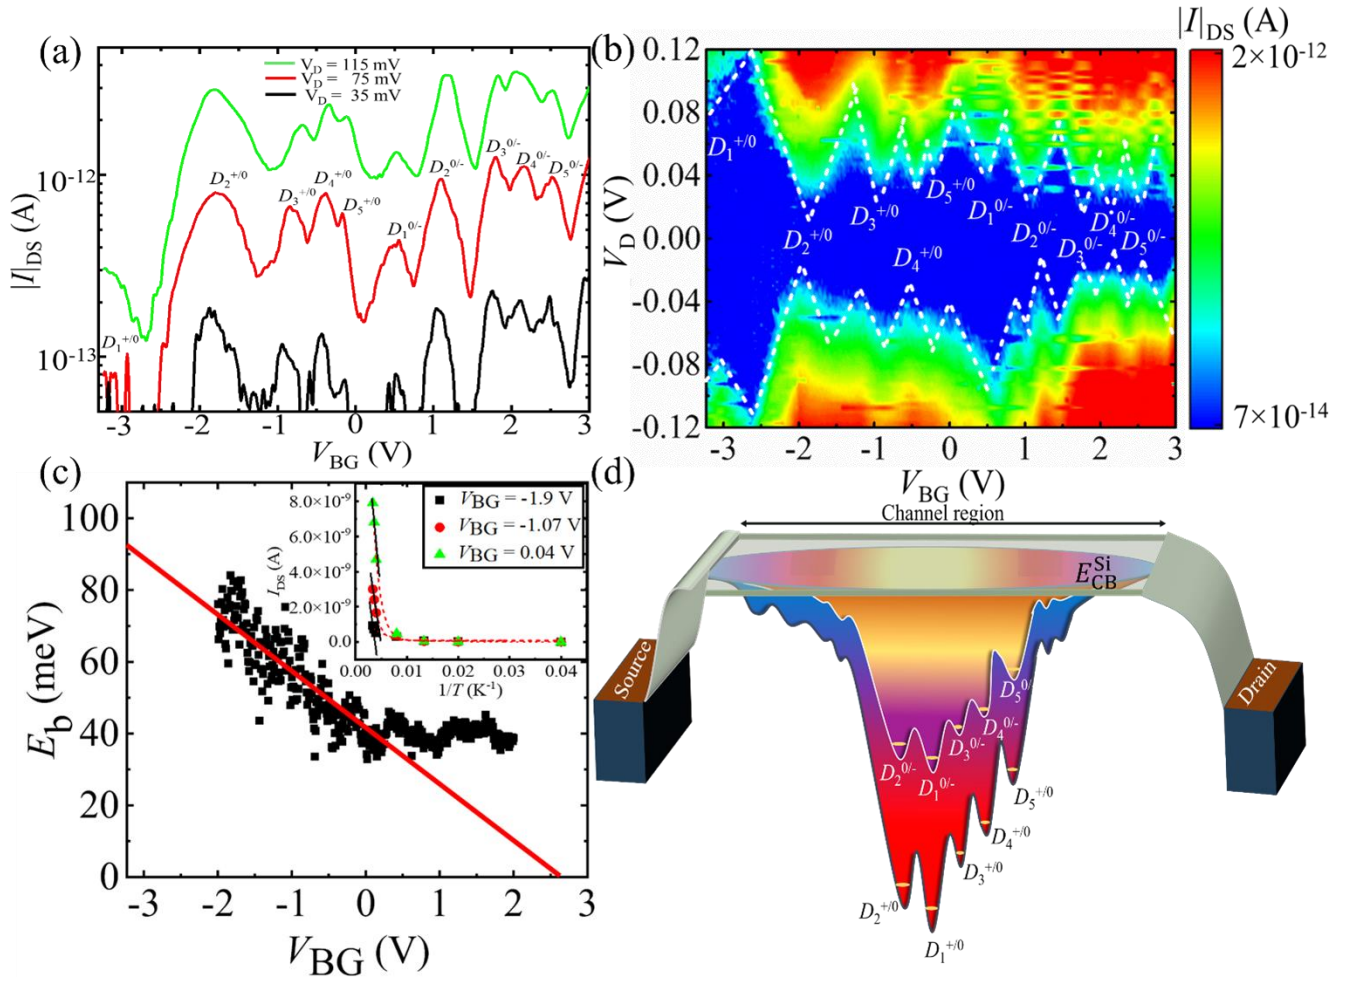 (a)
V_D = 115 mV
V_D = 75 mV
V_D = 35 mV
|I|_DS (A)
10^-12
10^-13
D_1^+/0
D_2^+/0
D_3^+/0
D_4^+/0
D_5^+/0
D_1^0/-
D_2^0/-
D_3^0/-
D_4^0/-
D_5^0/-
-3 -2 -1 0 1 2 3
V_BG (V)
(b)
|I|_DS (A)
2×10^-12
7×10^-14
V_D (V)
0.12
0.08
0.04
0.00
-0.04
-0.08
-0.12
D_1^+/0
D_2^+/0
D_3^+/0
D_4^+/0
D_5^+/0
D_1^0/-
D_2^0/-
D_3^0/-
D_4^0/-
D_5^0/-
-3 -2 -1 0 1 2 3
V_BG (V)
(c)
E_b (meV)
100
80
60
40
20
0
-3 -2 -1 0 1 2 3
V_BG (V)
V_BG = -1.9 V
V_BG = -1.07 V
V_BG = 0.04 V
I_DS (A)
8.0×10^-9
6.0×10^-9
4.0×10^-9
2.0×10^-9
0.0
0.00 0.01 0.02 0.03 0.04
1/T (K^-1)
(d)
Channel region
E_CB^Si
Source
Drain
D_5^0/
D_4^0/-
D_3^0/-
D_2^0/-
D_1^0/-
D_5^+/0
D_4^+/0
D_3^+/0
D_2^+/0
D_1^+/0